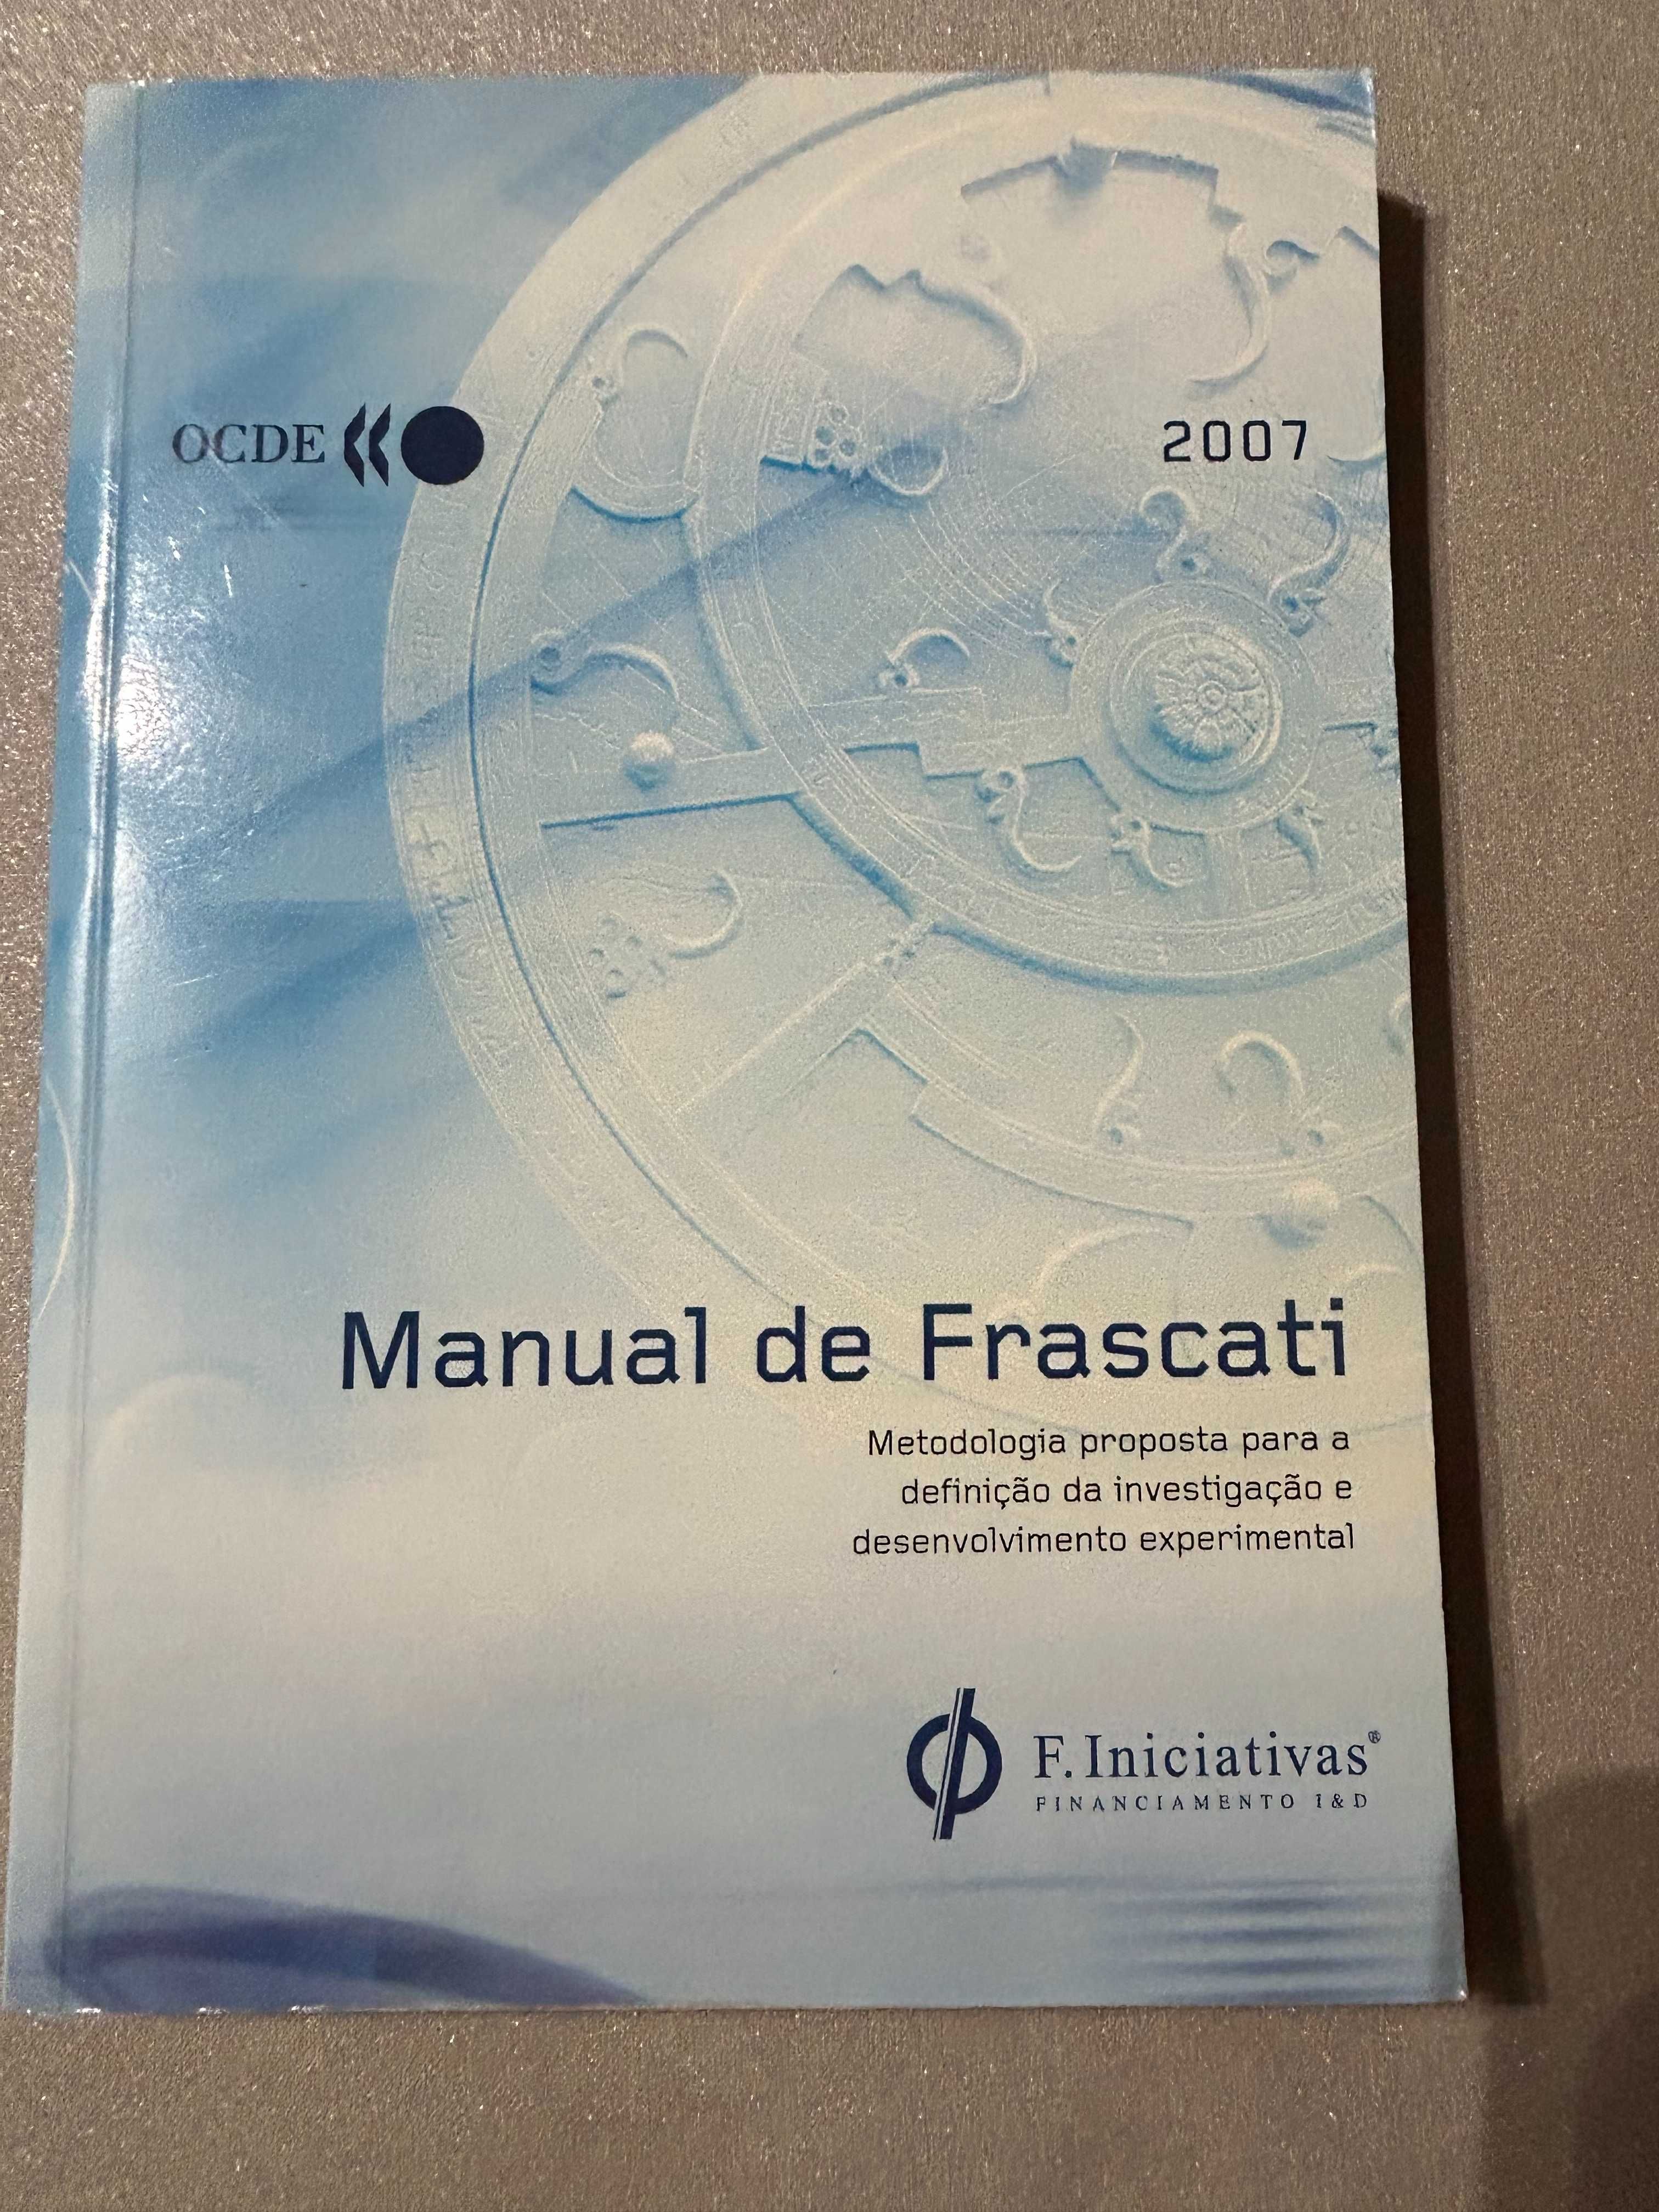 OCDE
2007
Manual de Frascati
Metodologia proposta para a
definição da investigação e
desenvolvimento experimental
F. Iniciativas®
FINANCIAMENTO I&D